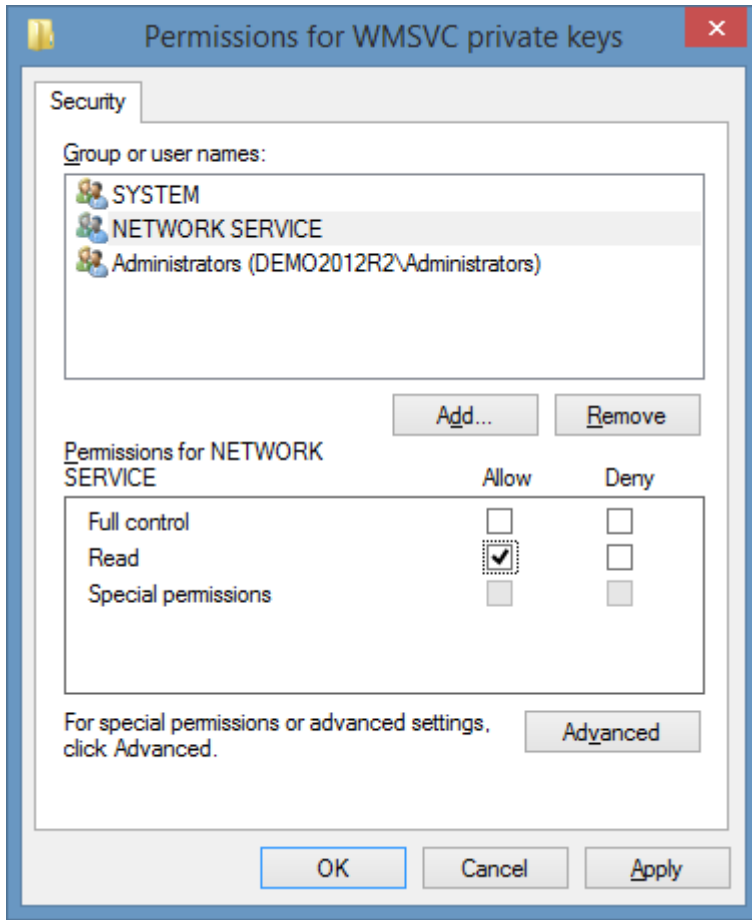 Permissions for WMSVC private keys
Security
Group or user names:
SYSTEM
NETWORK SERVICE
Administrators (DEMO2012R2\Administrators)
Add...
Remove
Permissions for NETWORK
SERVICE
Allow
Deny
Full control
Read
Special permissions
For special permissions or advanced settings,
click Advanced.
Advanced
OK
Cancel
Apply